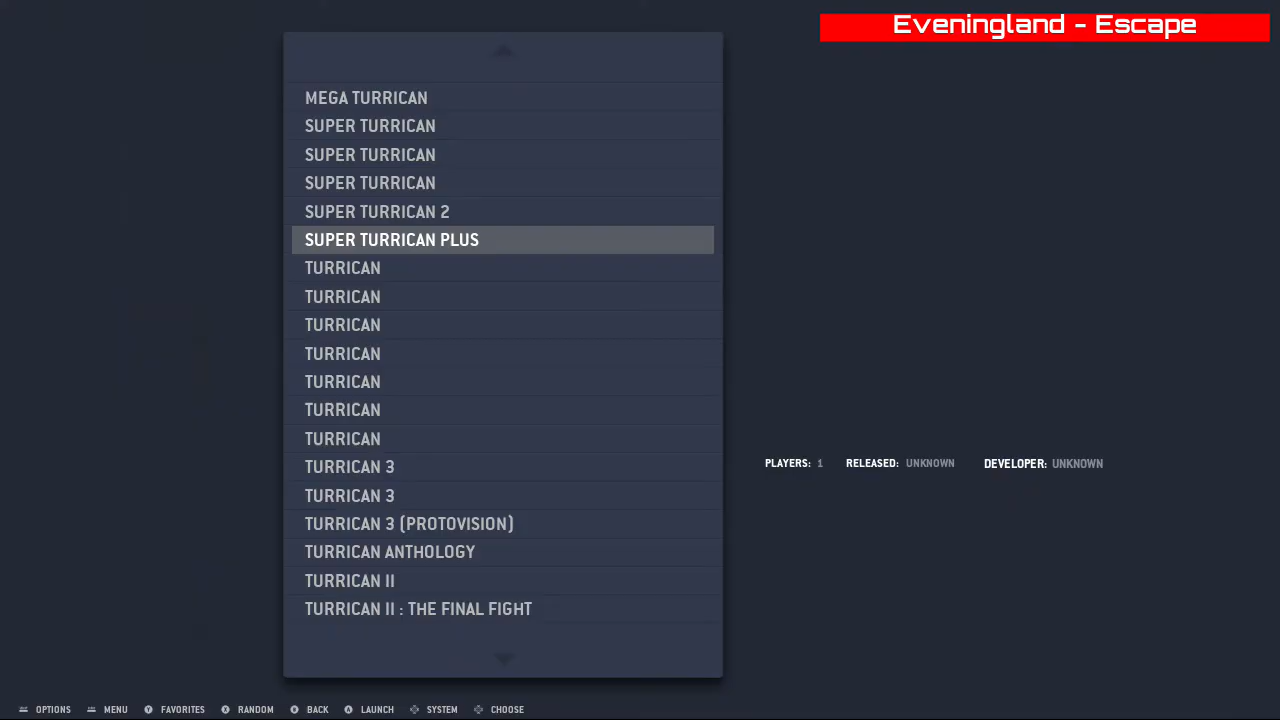 Eveningland - Escape
MEGA TURRICAN
SUPER TURRICAN
SUPER TURRICAN
SUPER TURRICAN
SUPER TURRICAN 2
SUPER TURRICAN PLUS
TURRICAN
TURRICAN
TURRICAN
TURRICAN
TURRICAN
TURRICAN
TURRICAN
TURRICAN 3
TURRICAN 3
TURRICAN 3 (PROTOVISION)
TURRICAN ANTHOLOGY
TURRICAN II
TURRICAN II : THE FINAL FIGHT
PLAYERS: 1 RELEASED: UNKNOWN DEVELOPER: UNKNOWN
OPTIONS MENU Y FAVORITES X RANDOM B BACK A LAUNCH SYSTEM CHOOSE